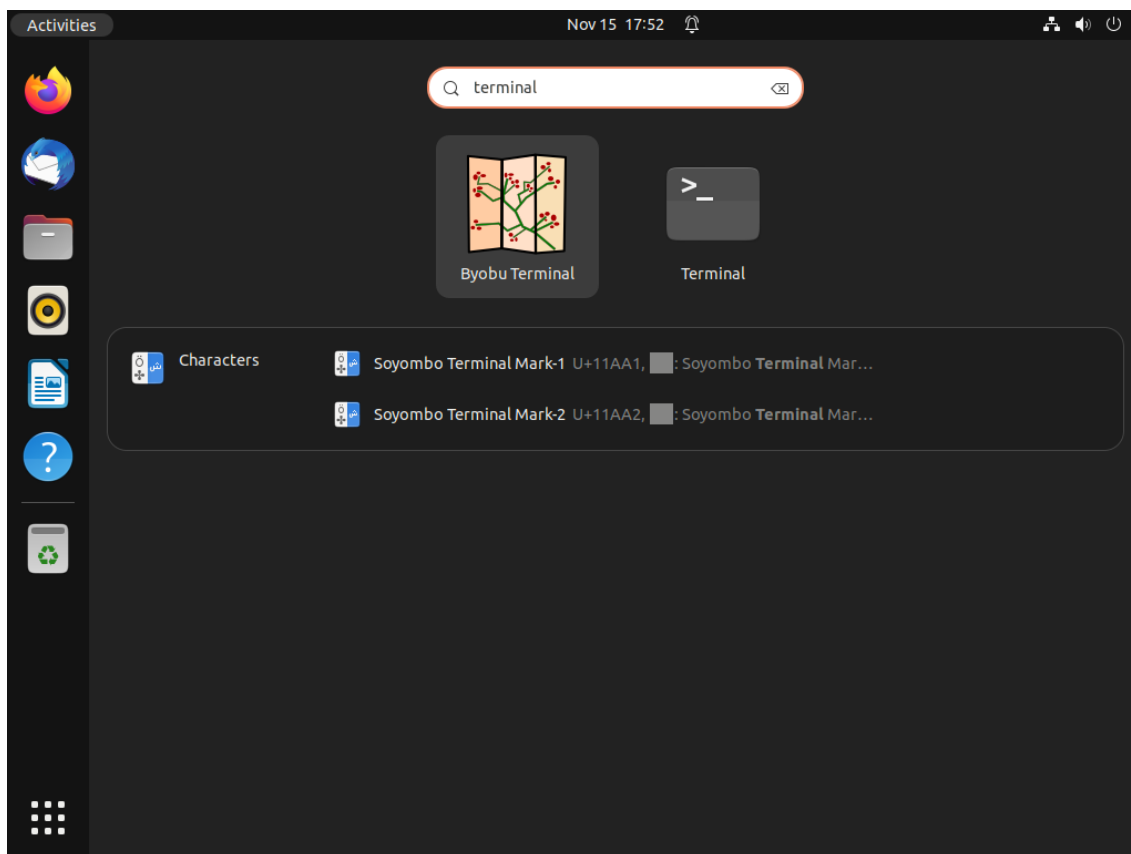 Activities
Nov 15 17:52
terminal
>_
Byobu Terminal
Terminal
Characters
Soyombo Terminal Mark-1 U+11AA1, : Soyombo Terminal Mar…
Soyombo Terminal Mark-2 U+11AA2, : Soyombo Terminal Mar…
?